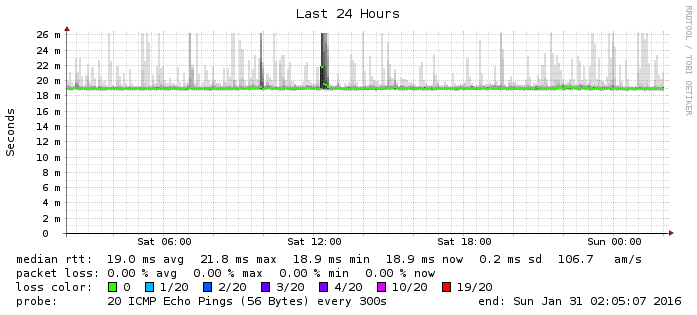 Last 24 Hours
RRDTOOL / TOBI OETIKER
Seconds
26 m
24 m
22 m
20 m
18 m
16 m
14 m
12 m
10 m
8 m
6 m
4 m
2 m
0
Sat 06:00 Sat 12:00 Sat 18:00 Sun 00:00
median rtt: 19.0 ms avg 21.8 ms max 18.9 ms min 18.9 ms now 0.2 ms sd 106.7 am/s
packet loss: 0.00 % avg 0.00 % max 0.00 % min 0.00 % now
loss color: 0 1/20 2/20 3/20 4/20 10/20 19/20
probe: 20 ICMP Echo Pings (56 Bytes) every 300s end: Sun Jan 31 02:05:07 2016